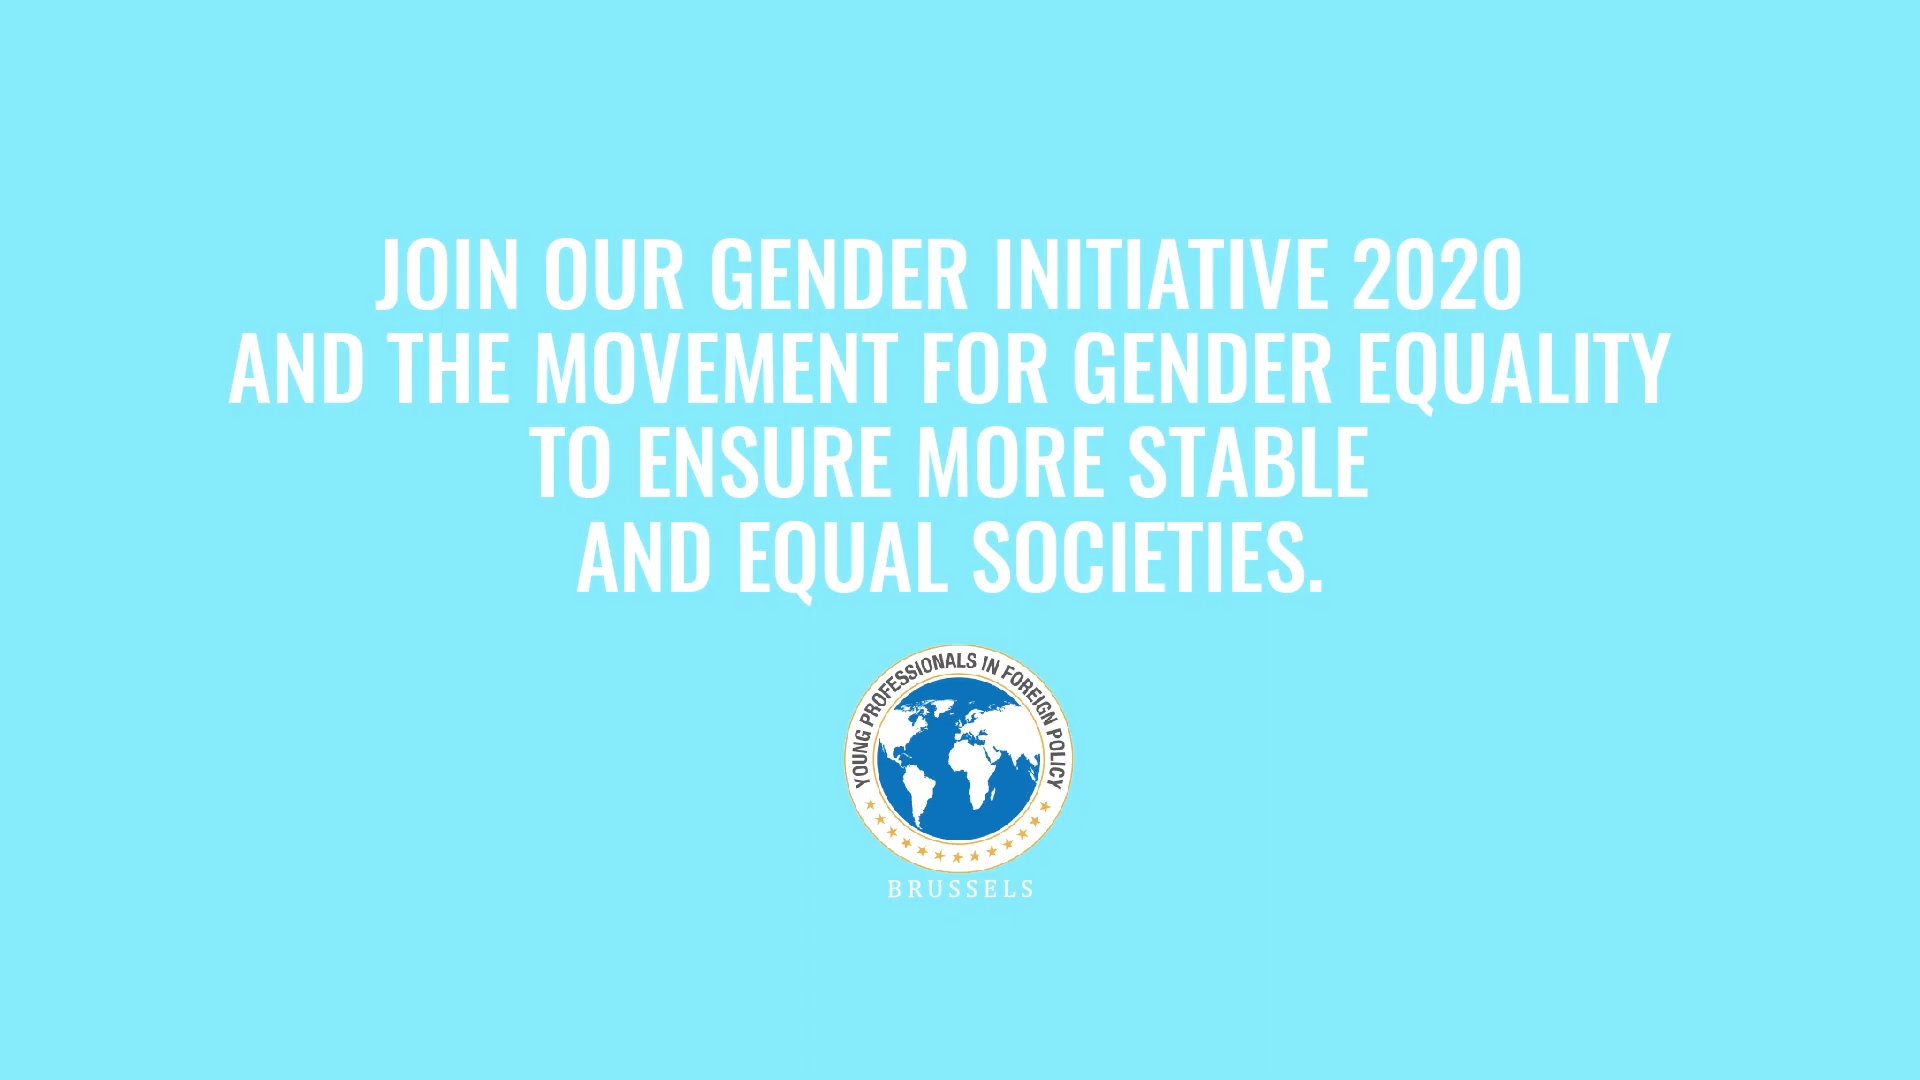 JOIN OUR GENDER INITIATIVE 2020
AND THE MOVEMENT FOR GENDER EQUALITY
TO ENSURE MORE STABLE
AND EQUAL SOCIETIES.
YOUNG PROFESSIONALS IN FOREIGN POLICY
BRUSSELS